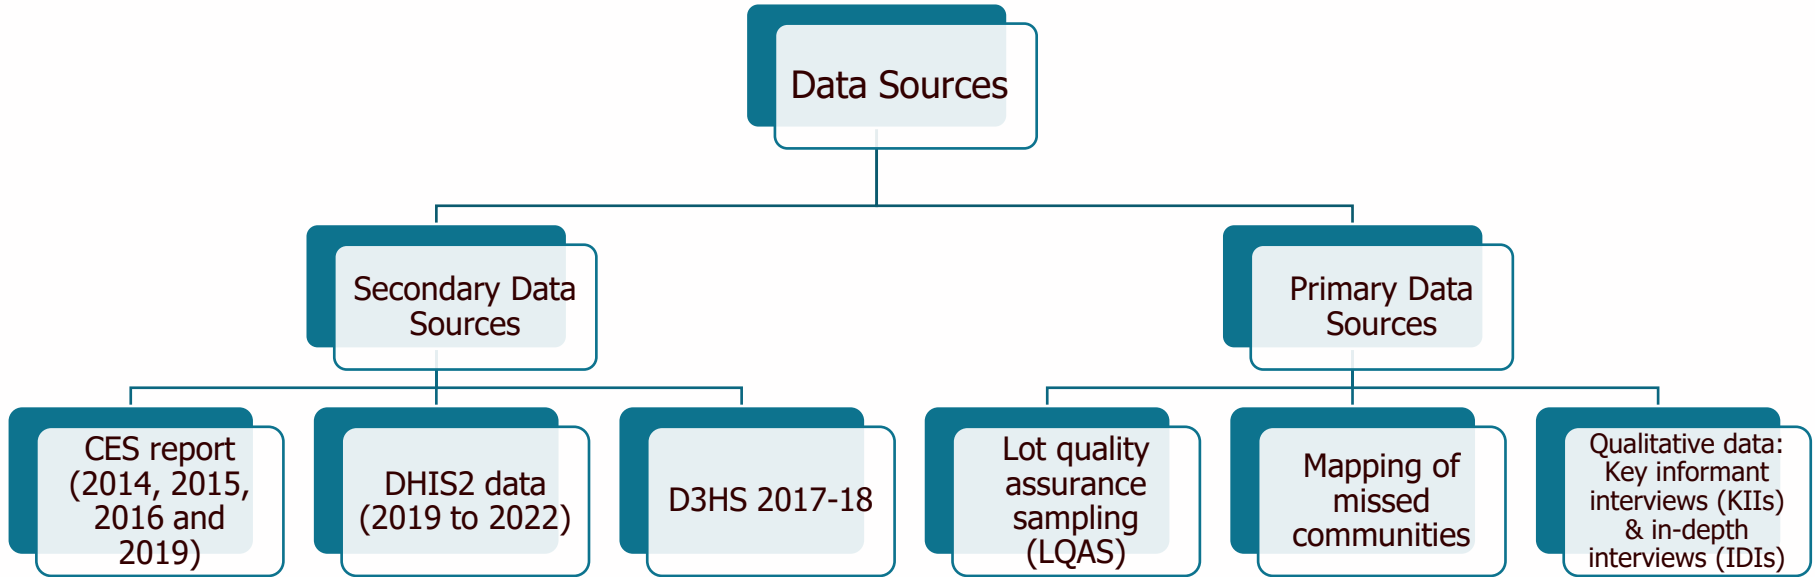 Data Sources
Secondary Data
Sources
Primary Data
Sources
CES report
(2014, 2015,
2016 and
2019)
DHIS2 data
(2019 to 2022)
D3HS 2017-18
Lot quality
assurance
sampling
(LQAS)
Mapping of
missed
communities
Qualitative data:
Key informant
interviews (KIIs)
& in-depth
interviews (IDIs)